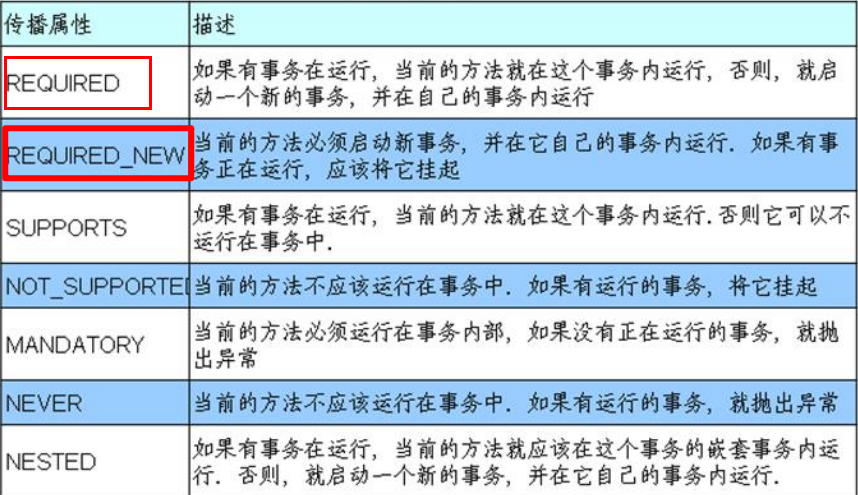 传播属性 描述
REQUIRED 如果有事务在运行, 当前的方法就在这个事务内运行, 否则, 就启
动一个新的事务, 并在自己的事务内运行
REQUIRED_NEW 当前的方法必须启动新事务, 并在它自己的事务内运行. 如果有事
务正在运行, 应该将它挂起
SUPPORTS 如果有事务在运行, 当前的方法就在这个事务内运行. 否则它可以不
运行在事务中.
NOT_SUPPORTED 当前的方法不应该运行在事务中. 如果有运行的事务, 将它挂起
MANDATORY 当前的方法必须运行在事务内部, 如果没有正在运行的事务, 就抛
出异常
NEVER 当前的方法不应该运行在事务中. 如果有运行的事务, 就抛出异常
NESTED 如果有事务在运行, 当前的方法就应该在这个事务的嵌套事务内运
行. 否则, 就启动一个新的事务, 并在它自己的事务内运行.